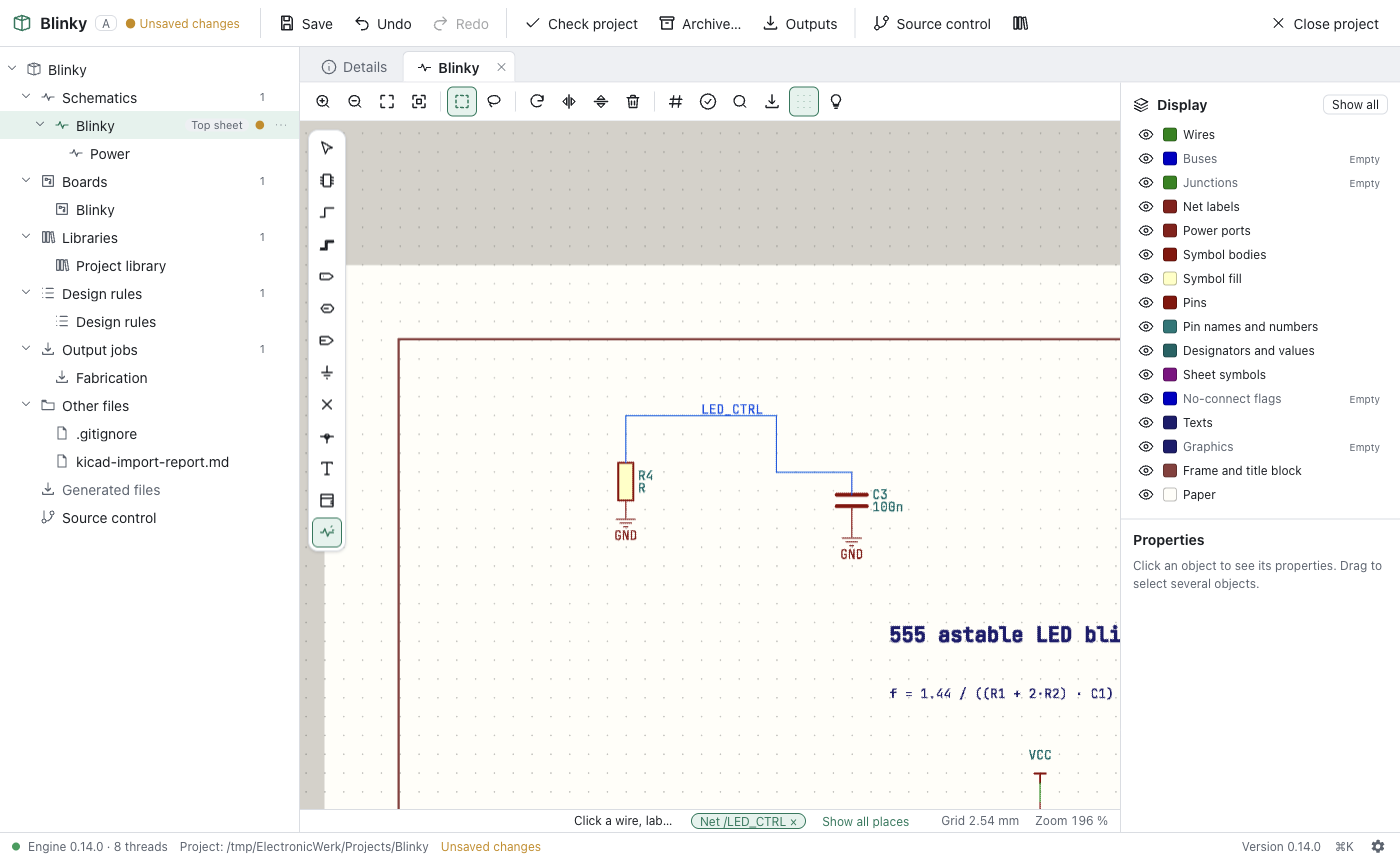 Blinky A Unsaved changes Save Undo Redo Check project Archive... Outputs Source control Close project
Blinky
Schematics 1
Blinky Top sheet ···
Power
Boards 1
Blinky
Libraries 1
Project library
Design rules 1
Design rules
Output jobs 1
Fabrication
Other files
.gitignore
kicad-import-report.md
Generated files
Source control
Details Blinky
LED_CTRL
R4
R
GND
C3
100n
GND
555 astable LED bli
f = 1.44 / ((R1 + 2·R2) · C1)
VCC
Display Show all
Wires
Buses Empty
Junctions Empty
Net labels
Power ports
Symbol bodies
Symbol fill
Pins
Pin names and numbers
Designators and values
Sheet symbols
No-connect flags Empty
Texts
Graphics Empty
Frame and title block
Paper
Properties
Click an object to see its properties. Drag to
select several objects.
Click a wire, lab... Net /LED_CTRL × Show all places Grid 2.54 mm Zoom 196 %
Engine 0.14.0 · 8 threads Project: /tmp/ElectronicWerk/Projects/Blinky Unsaved changes Version 0.14.0 ⌘K